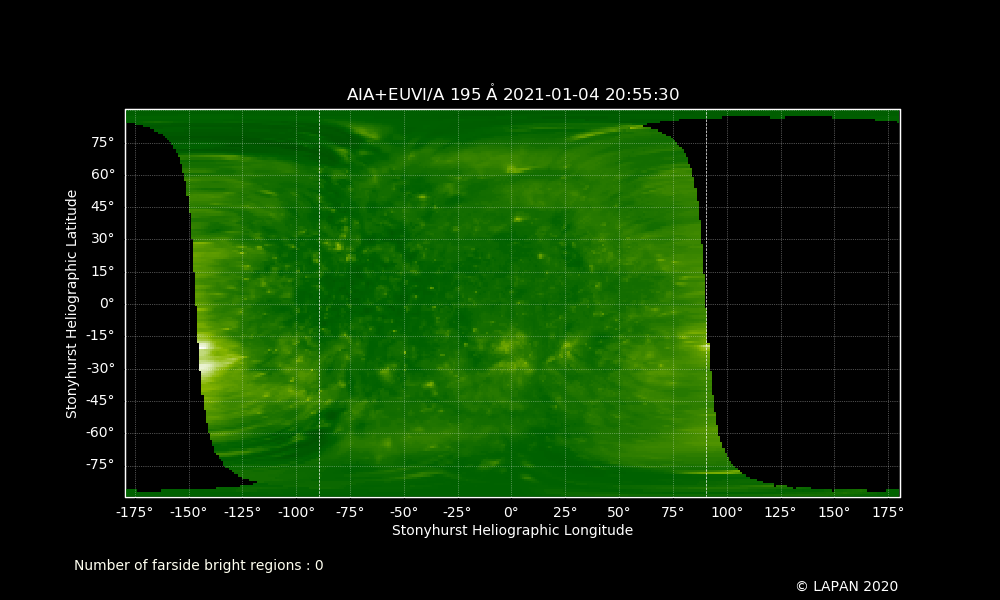 AIA+EUVI/A 195 Å 2021-01-04 20:55:30
75°
60°
45°
30°
15°
0°
-15°
-30°
-45°
-60°
-75°
Stonyhurst Heliographic Latitude
-175° -150° -125° -100° -75° -50° -25° 0° 25° 50° 75° 100° 125° 150° 175°
Stonyhurst Heliographic Longitude
Number of farside bright regions : 0
© LAPAN 2020